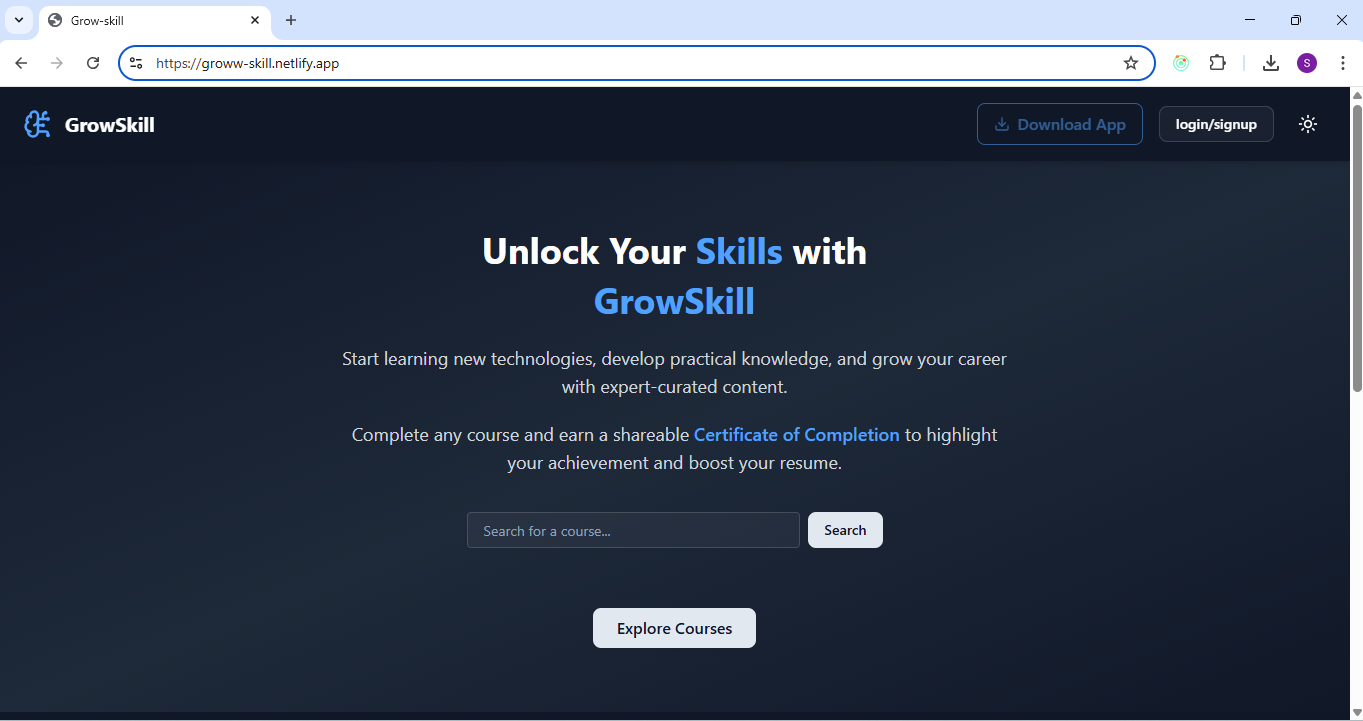 Grow-skill
https://groww-skill.netlify.app
S
GrowSkill
Download App
login/signup
Unlock Your Skills with
GrowSkill
Start learning new technologies, develop practical knowledge, and grow your career
with expert-curated content.
Complete any course and earn a shareable Certificate of Completion to highlight
your achievement and boost your resume.
Search for a course...
Search
Explore Courses